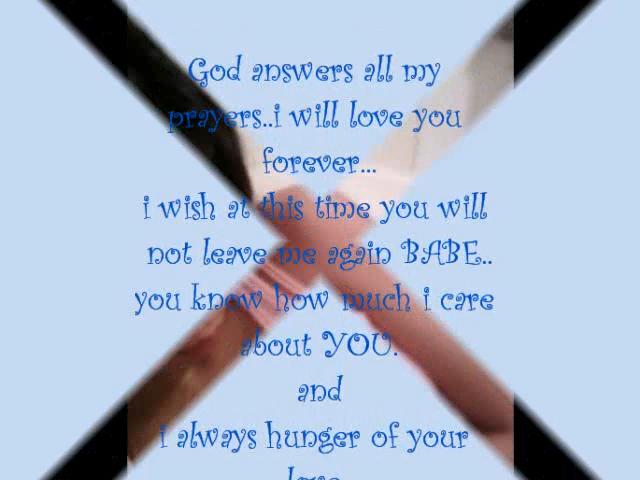 God answers all my
prayers..i will love you
forever...
i wish at this time you will
not leave me again BABE..
you know how much i care
about YOU.
and
i always hunger of your
love